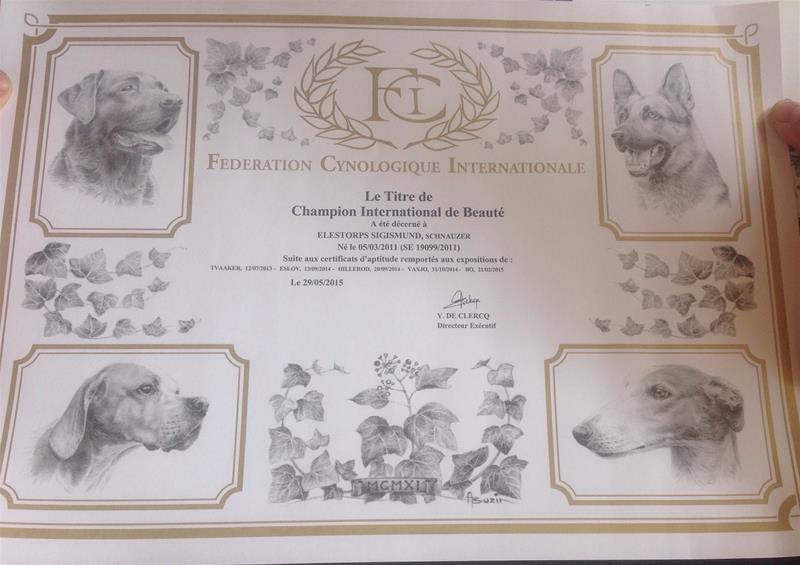 FCI
FEDERATION CYNOLOGIQUE INTERNATIONALE
Le Titre de
Champion International de Beauté
A été décerné à
ELESTORPS SIGISMUND, SCHNAUZER
Né le 05/03/2011 (SE 19099/2011)
Suite aux certificats d'aptitude remportés aux expositions de :
TVAAKER, 12/07/2013 - ESLOV, 13/09/2014 - HILLEROD, 20/09/2014 - VAXJO, 31/10/2014 - BO, 21/02/2015
Le 29/05/2015
Y. DE CLERCQ
Directeur Exécutif
MCMXI